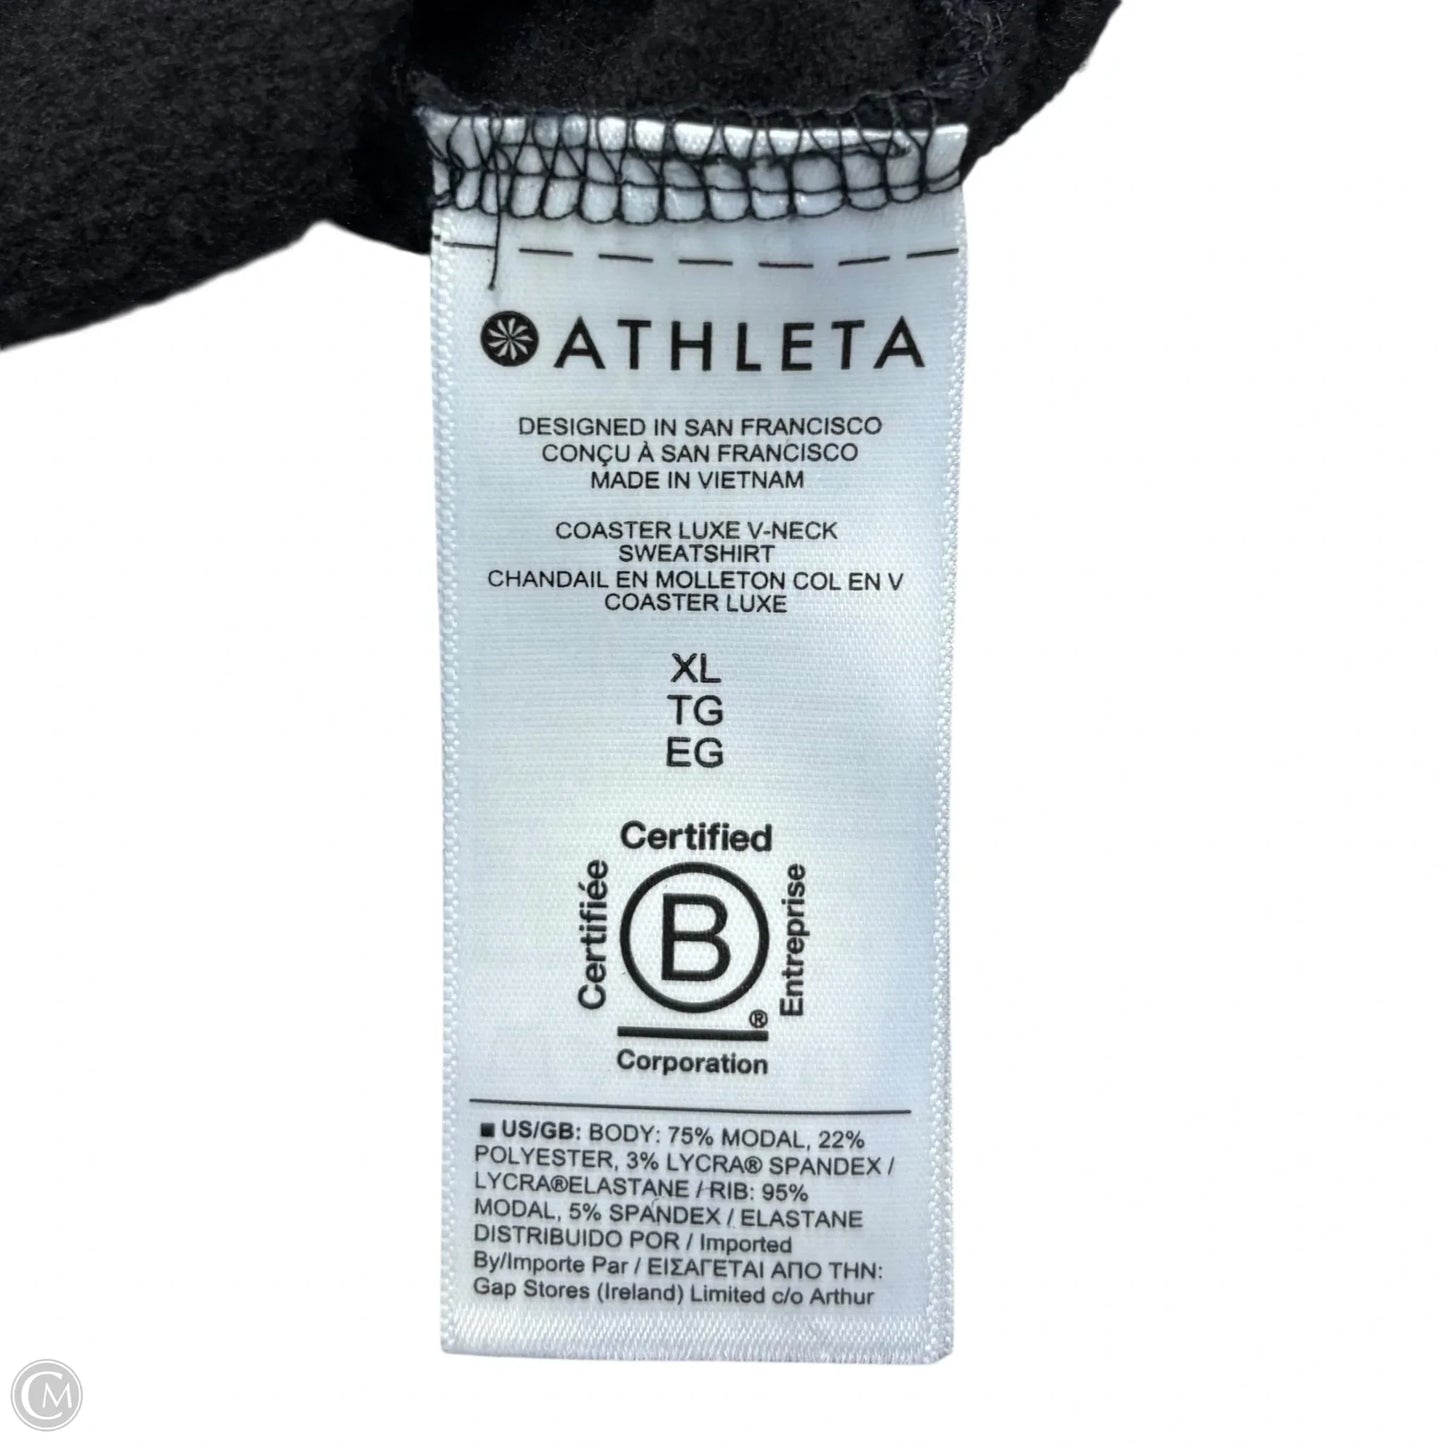 ATHLETA
DESIGNED IN SAN FRANCISCO
CONÇU À SAN FRANCISCO
MADE IN VIETNAM
COASTER LUXE V-NECK
SWEATSHIRT
CHANDAIL EN MOLLETON COL EN V
COASTER LUXE
XL
TG
EG
Certified
Certifiée
B
Entreprise
®
Corporation
■ US/GB: BODY: 75% MODAL, 22%
POLYESTER, 3% LYCRA® SPANDEX /
LYCRA®ELASTANE / RIB: 95%
MODAL, 5% SPANDEX / ELASTANE
DISTRIBUIDO POR / Imported
By/Importe Par / ΕΙΣΑΓΕΤΑΙ ΑΠΟ ΤΗΝ:
Gap Stores (Ireland) Limited c/o Arthur
CM